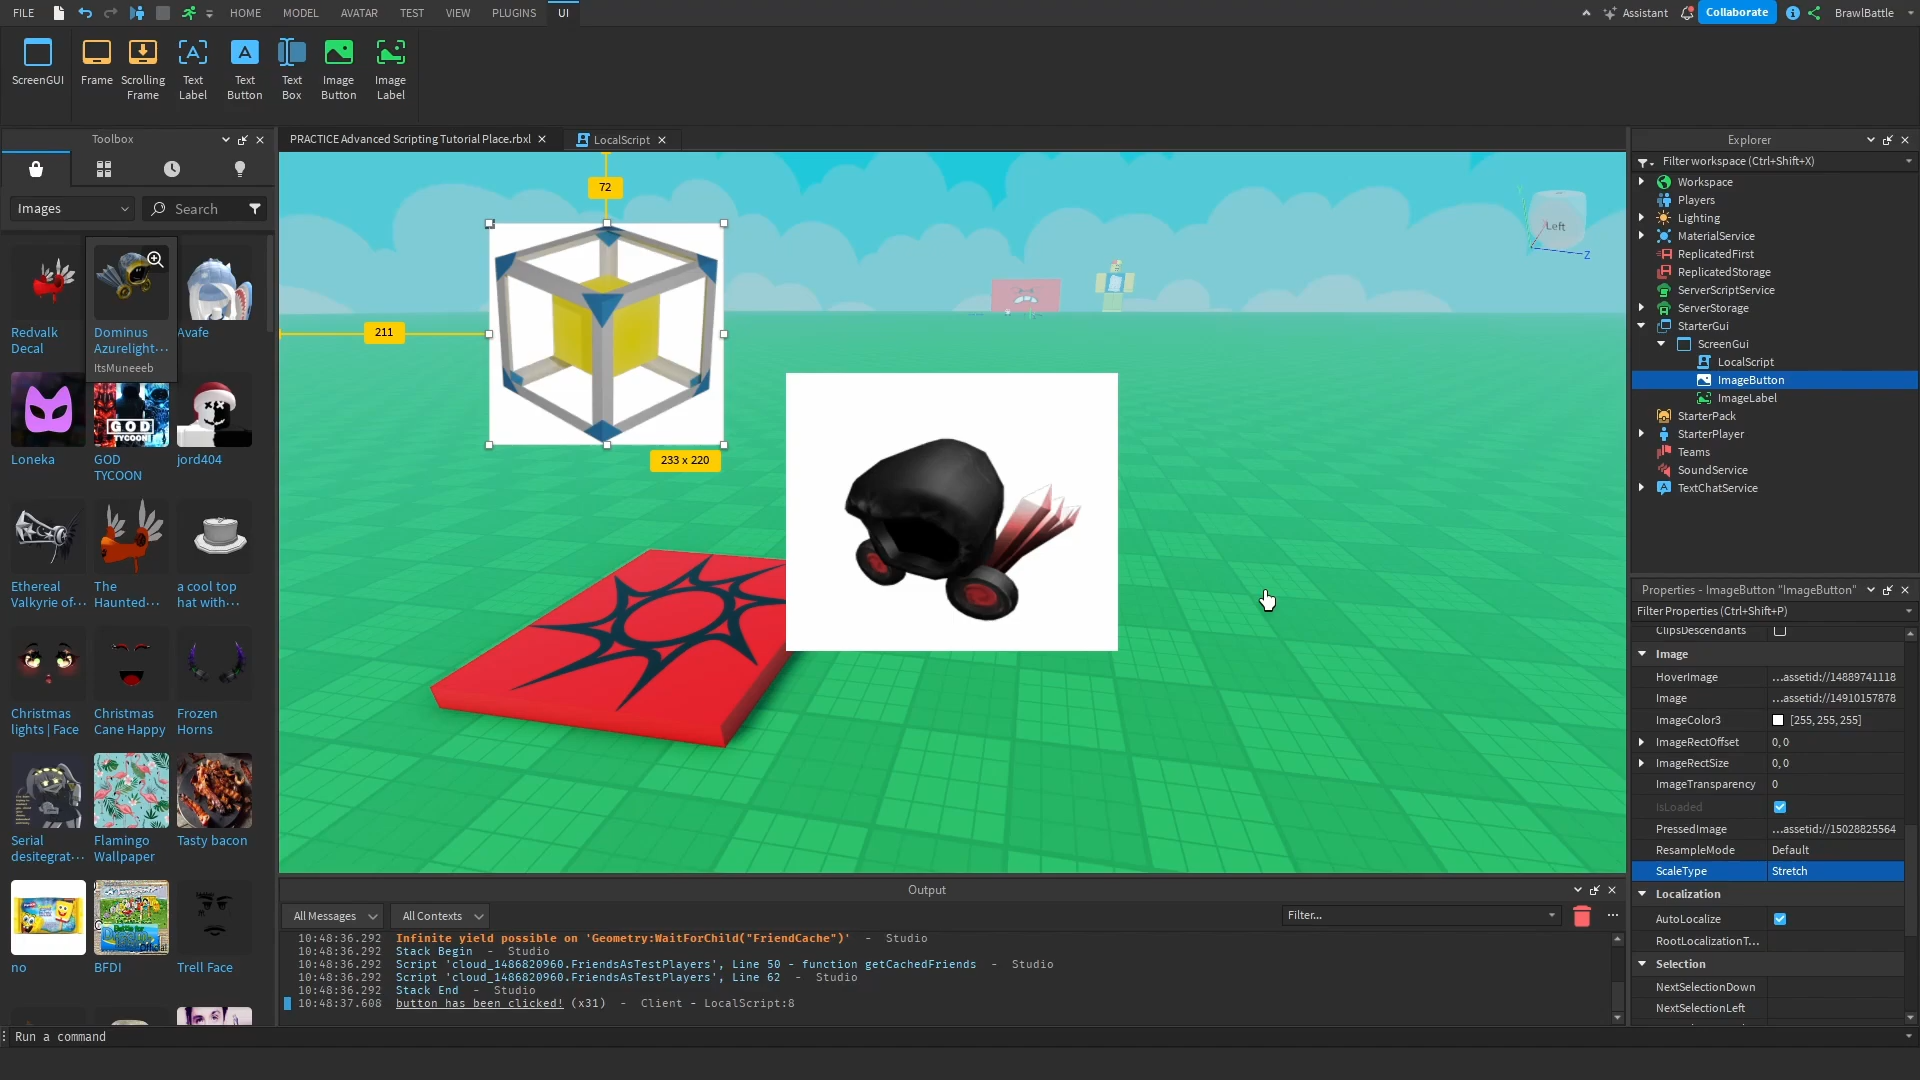 FILE HOME MODEL AVATAR TEST VIEW PLUGINS UI Assistant Collaborate BrawlBattle
ScreenGUI Frame Scrolling Frame Text Label Text Button Text Box Image Button Image Label
Toolbox
Images Search
Redvalk Decal
Dominus Azurelight...
ItsMuneeeb
Avafe
Loneka
GOD TYCOON
GOD TYCOON
jord404
Ethereal Valkyrie of...
The Haunted...
a cool top hat with...
Christmas lights | Face
Christmas Cane Happy
Frozen Horns
Serial desitegrat...
Flamingo Wallpaper
Tasty bacon
no
BFDI
Trell Face
PRACTICE Advanced Scripting Tutorial Place.rbxl LocalScript
72
211
233 x 220
Left
Z
Output
All Messages All Contexts Filter...
10:48:36.292 Infinite yield possible on 'Geometry:WaitForChild("FriendCache")' - Studio
10:48:36.292 Stack Begin - Studio
10:48:36.292 Script 'cloud_1486820960.FriendsAsTestPlayers', Line 50 - function getCachedFriends - Studio
10:48:36.292 Script 'cloud_1486820960.FriendsAsTestPlayers', Line 62 - Studio
10:48:36.292 Stack End - Studio
10:48:37.608 button has been clicked! (x31) - Client - LocalScript:8
Run a command
Explorer
Filter workspace (Ctrl+Shift+X)
Workspace
Players
Lighting
MaterialService
ReplicatedFirst
ReplicatedStorage
ServerScriptService
ServerStorage
StarterGui
ScreenGui
LocalScript
ImageButton
ImageLabel
StarterPack
StarterPlayer
Teams
SoundService
TextChatService
Properties - ImageButton "ImageButton"
Filter Properties (Ctrl+Shift+P)
ClipsDescendants
Image
HoverImage ...assetid://14889741118
Image ...assetid://14910157878
ImageColor3 [255, 255, 255]
ImageRectOffset 0, 0
ImageRectSize 0, 0
ImageTransparency 0
IsLoaded
PressedImage ...assetid://15028825564
ResampleMode Default
ScaleType Stretch
Localization
AutoLocalize
RootLocalizationT...
Selection
NextSelectionDown
NextSelectionLeft